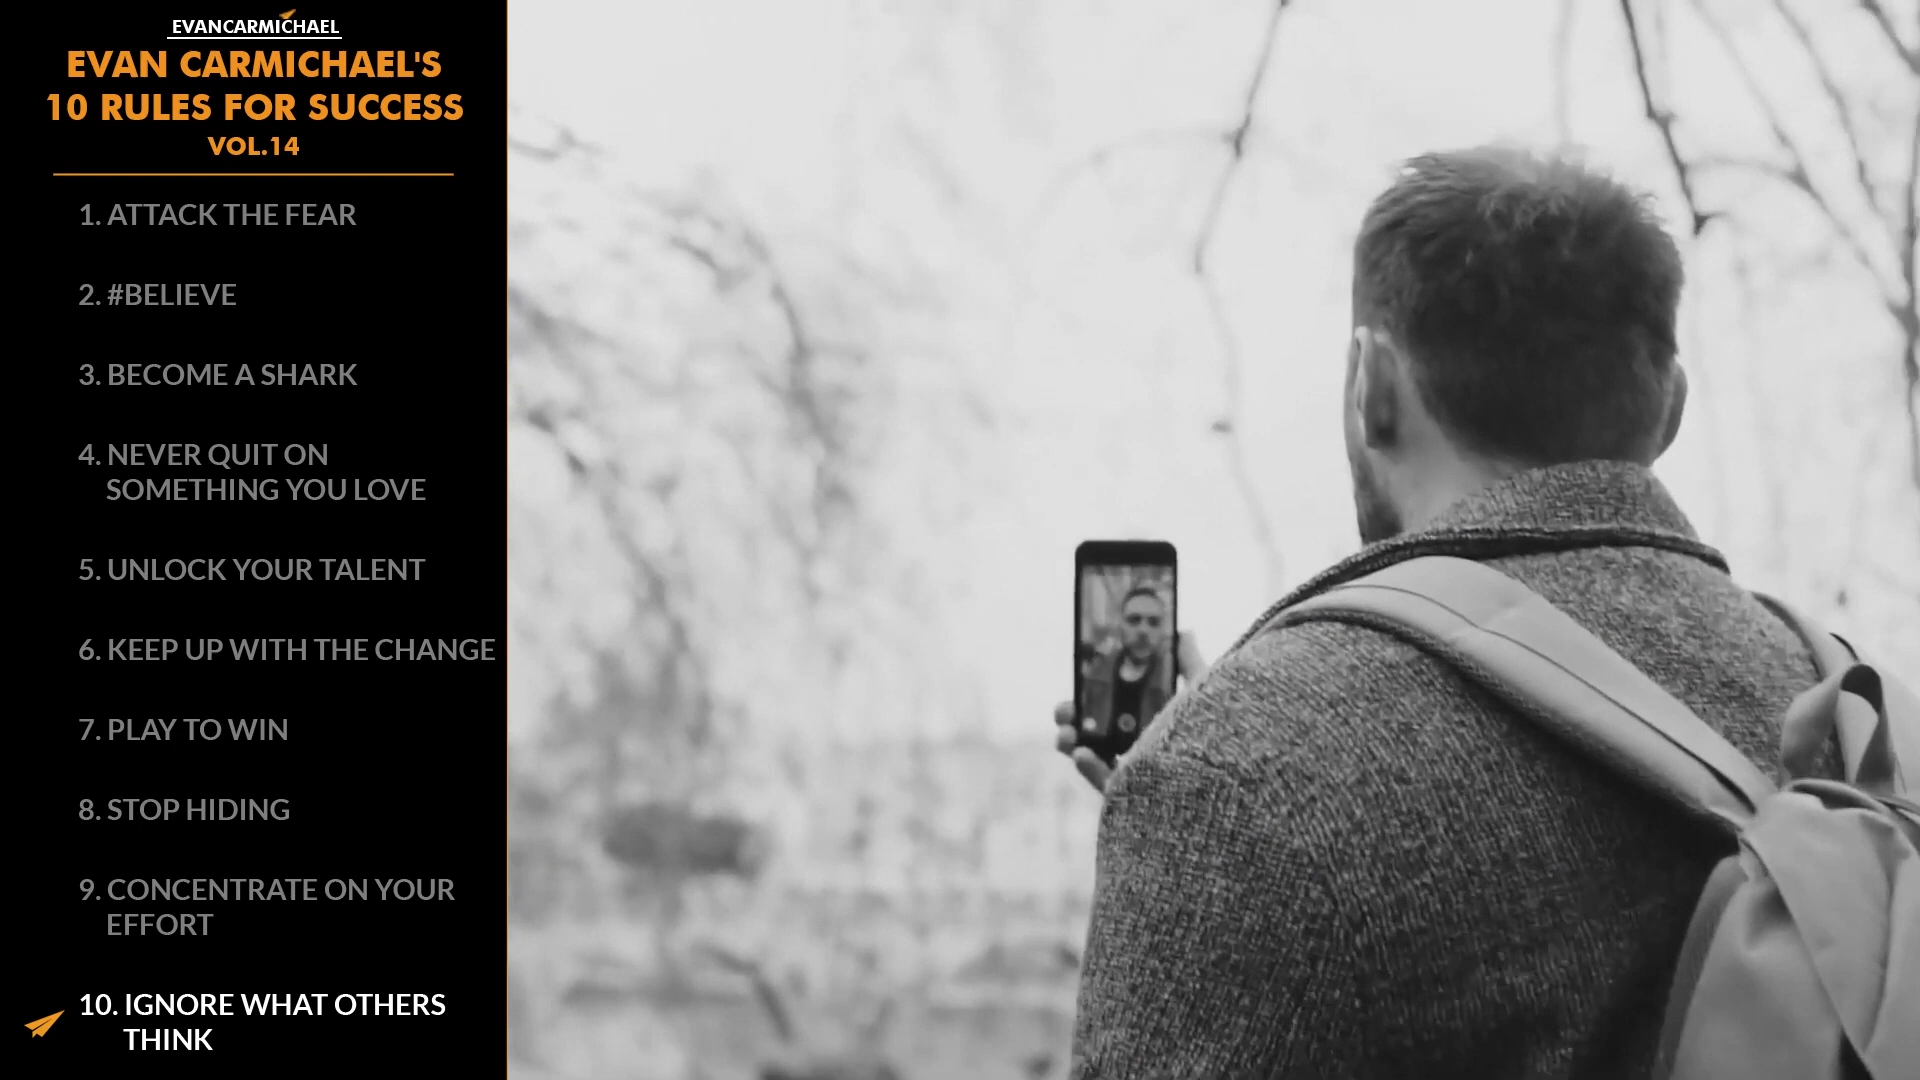 EVANCARMICHAEL
EVAN CARMICHAEL'S
10 RULES FOR SUCCESS
VOL.14
1. ATTACK THE FEAR
2. #BELIEVE
3. BECOME A SHARK
4. NEVER QUIT ON
SOMETHING YOU LOVE
5. UNLOCK YOUR TALENT
6. KEEP UP WITH THE CHANGE
7. PLAY TO WIN
8. STOP HIDING
9. CONCENTRATE ON YOUR
EFFORT
10. IGNORE WHAT OTHERS
THINK